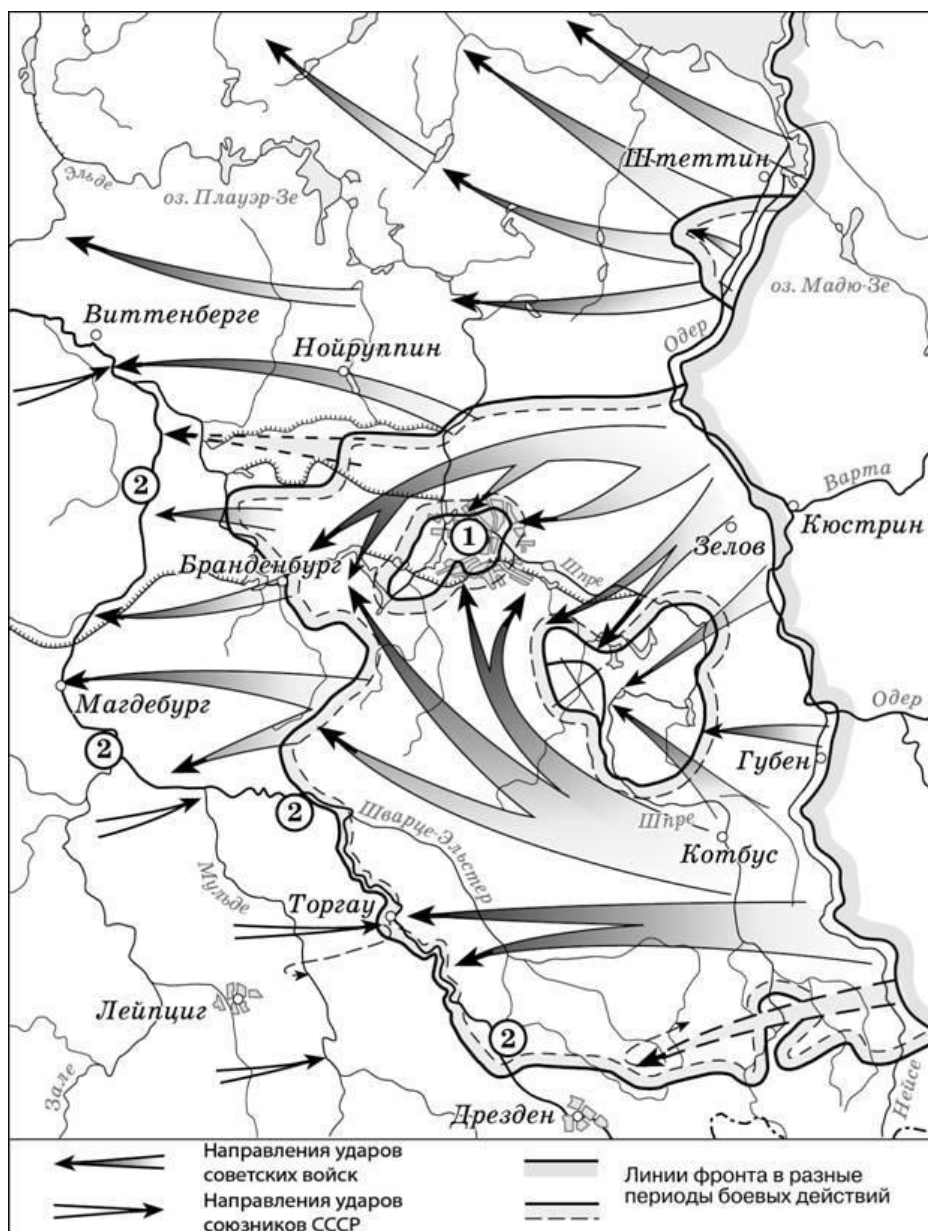 Штеттин
Эльде
оз. Плауэр-Зе
оз. Мадю-Зе
Виттенберге
Одер
Нойруппин
2
Варта
Кюстрин
1
Зелов
Бранденбург
Шпре
Магдебург
Одер
2
Губен
2
Шпре
Шварце-Эльстер
Котбус
Мульде
Торгау
Лейпциг
2
Зале
Дрезден
Нейсе
Направления ударов
советских войск
Направления ударов
союзников СССР
Линии фронта в разные
периоды боевых действий